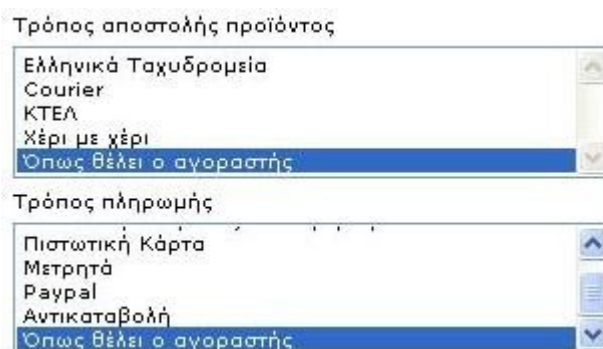 Τρόπος αποστολής προϊόντος
Ελληνικά Ταχυδρομεία
Courier
ΚΤΕΛ
Χέρι με χέρι
Όπως θέλει ο αγοραστής
Τρόπος πληρωμής
Πιστωτική Κάρτα
Μετρητά
Paypal
Αντικαταβολή
Όπως θέλει ο αγοραστής